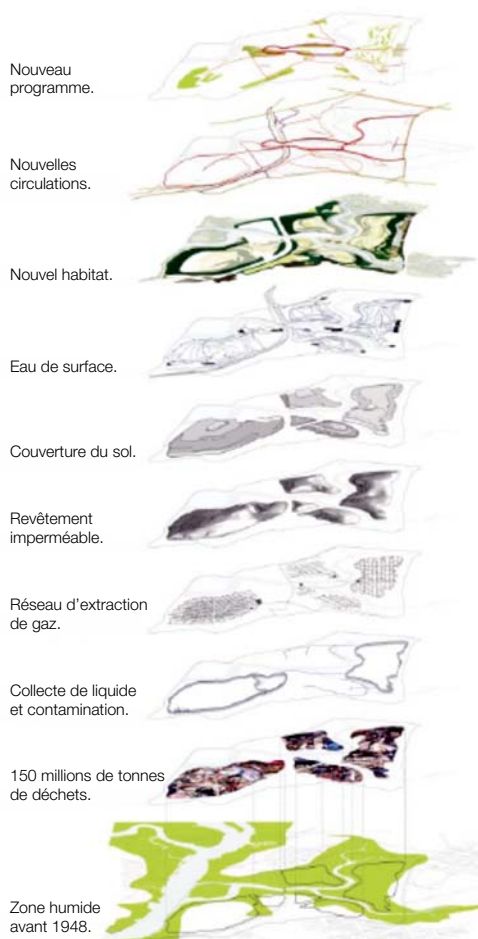 Nouveau
programme.
Nouvelles
circulations.
Nouvel habitat.
Eau de surface.
Couverture du sol.
Revêtement
imperméable.
Réseau d’extraction
de gaz.
Collecte de liquide
et contamination.
150 millions de tonnes
de déchets.
Zone humide
avant 1948.